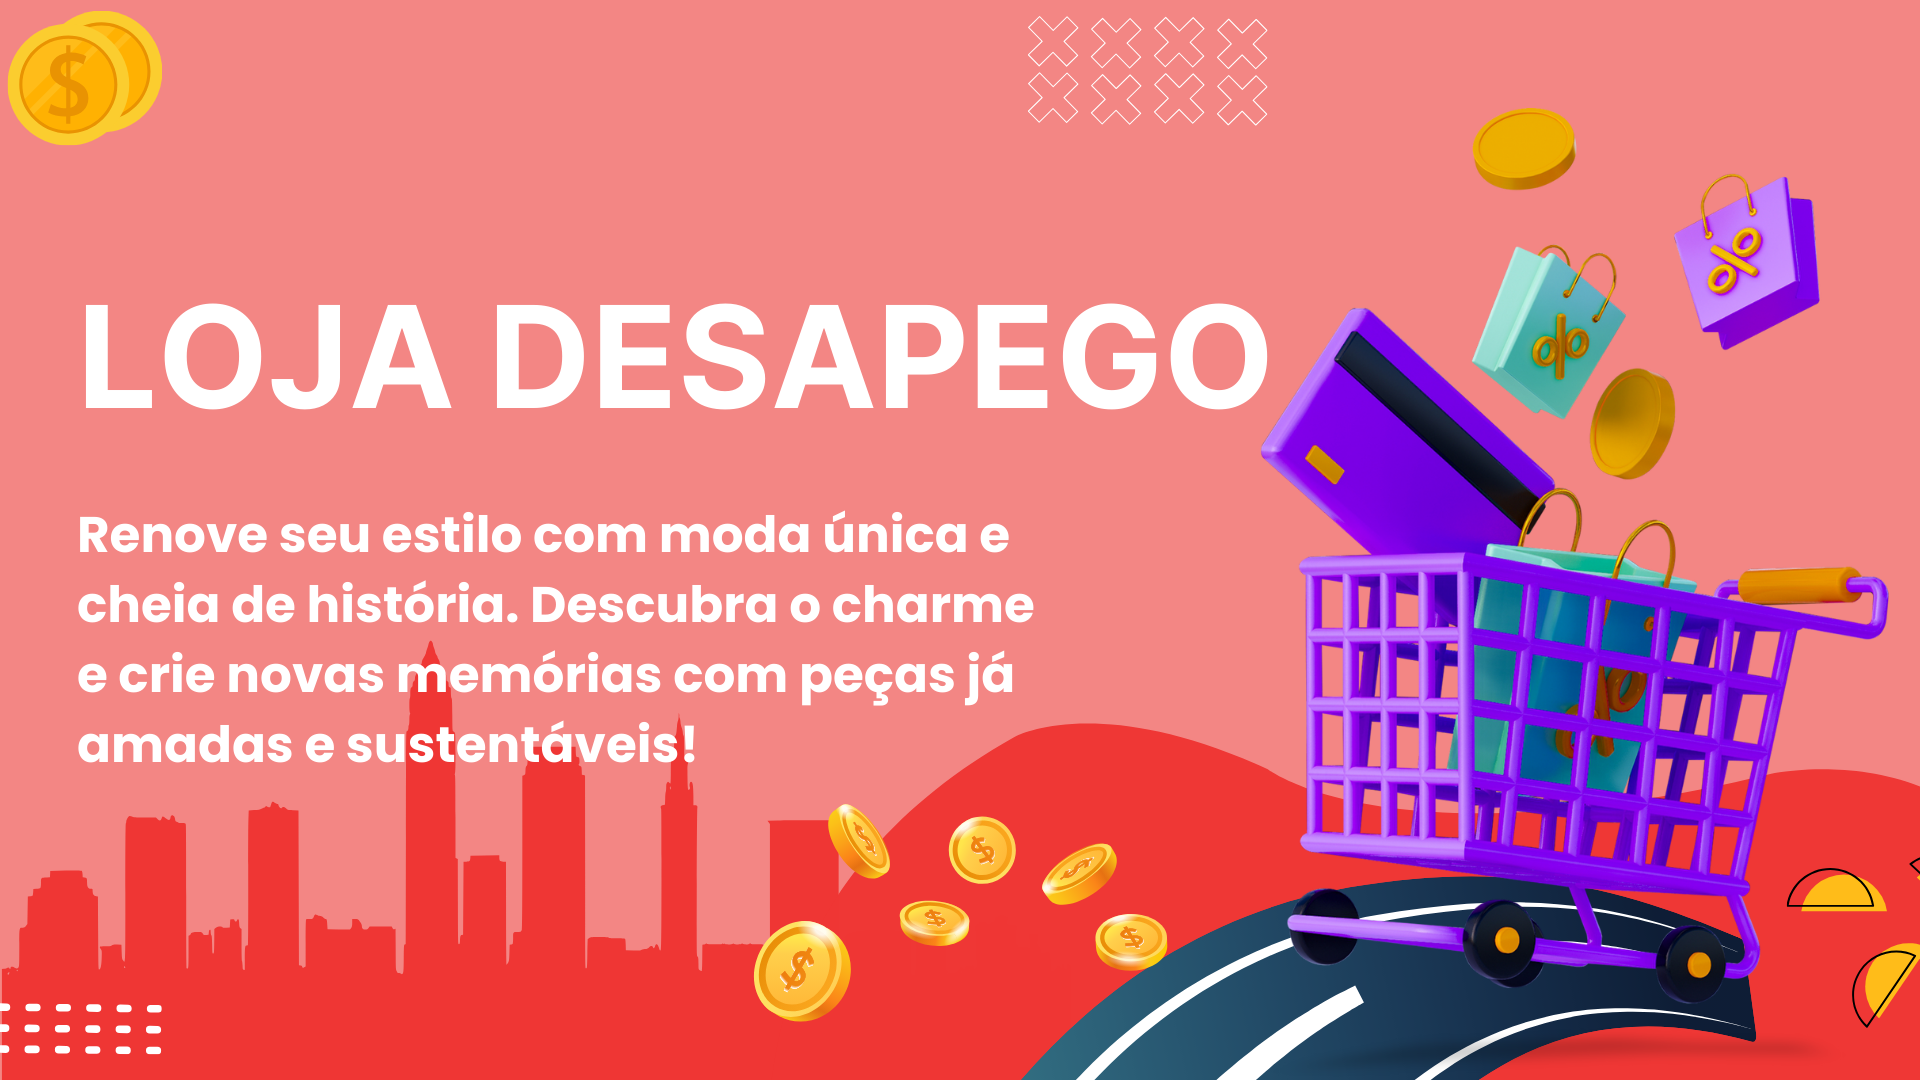 LOJA DESAPEGO
Renove seu estilo com moda única e
cheia de história. Descubra o charme
e crie novas memórias com peças já
amadas e sustentáveis!